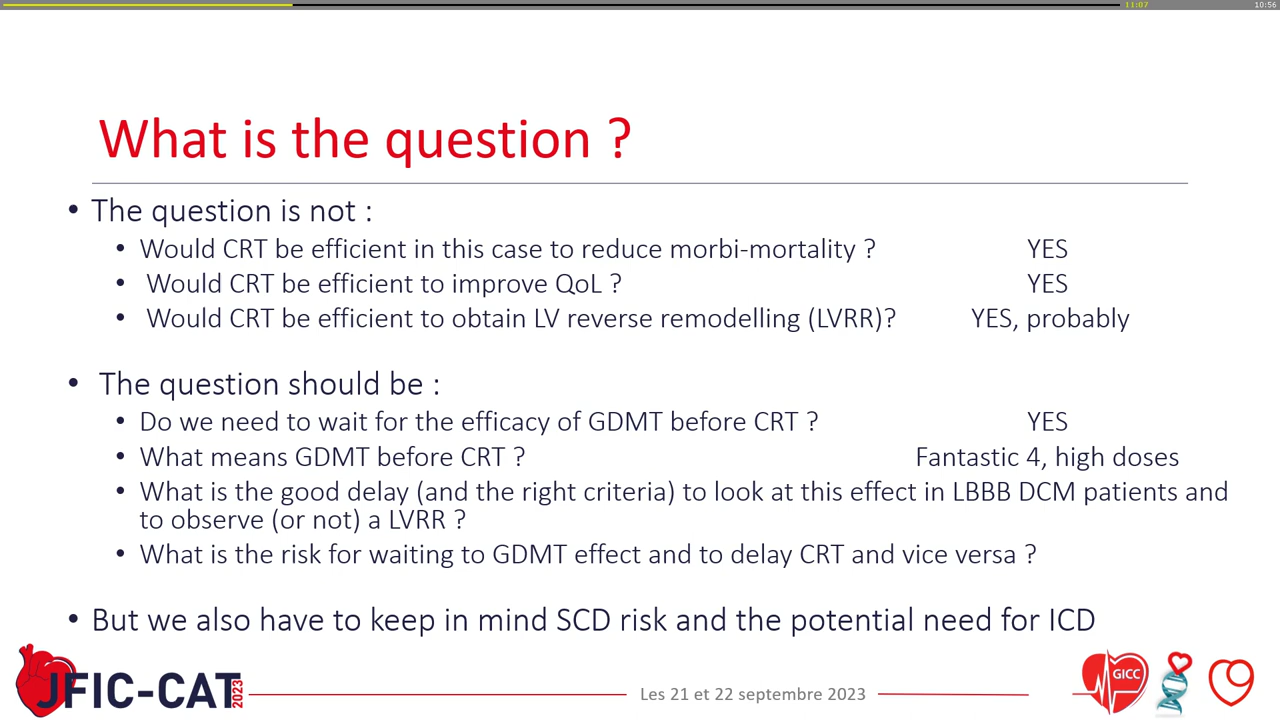 11:07
10:56
What is the question ?
• The question is not :
• Would CRT be efficient in this case to reduce morbi-mortality ? YES
• Would CRT be efficient to improve QoL ? YES
• Would CRT be efficient to obtain LV reverse remodelling (LVRR)? YES, probably
• The question should be :
• Do we need to wait for the efficacy of GDMT before CRT ? YES
• What means GDMT before CRT ? Fantastic 4, high doses
• What is the good delay (and the right criteria) to look at this effect in LBBB DCM patients and
to observe (or not) a LVRR ?
• What is the risk for waiting to GDMT effect and to delay CRT and vice versa ?
• But we also have to keep in mind SCD risk and the potential need for ICD
JFIC-CAT 2023
Les 21 et 22 septembre 2023
GICC